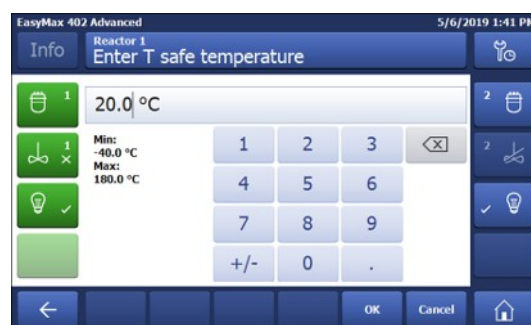 EasyMax 402 Advanced
5/6/2019 1:41 PM
Info
Reactor 1
Enter T safe temperature
1
20.0 °C
2
1
Min:
-40.0 °C
Max:
180.0 °C
1 2 3
2
4 5 6
7 8 9
+/- 0 .
OK
Cancel